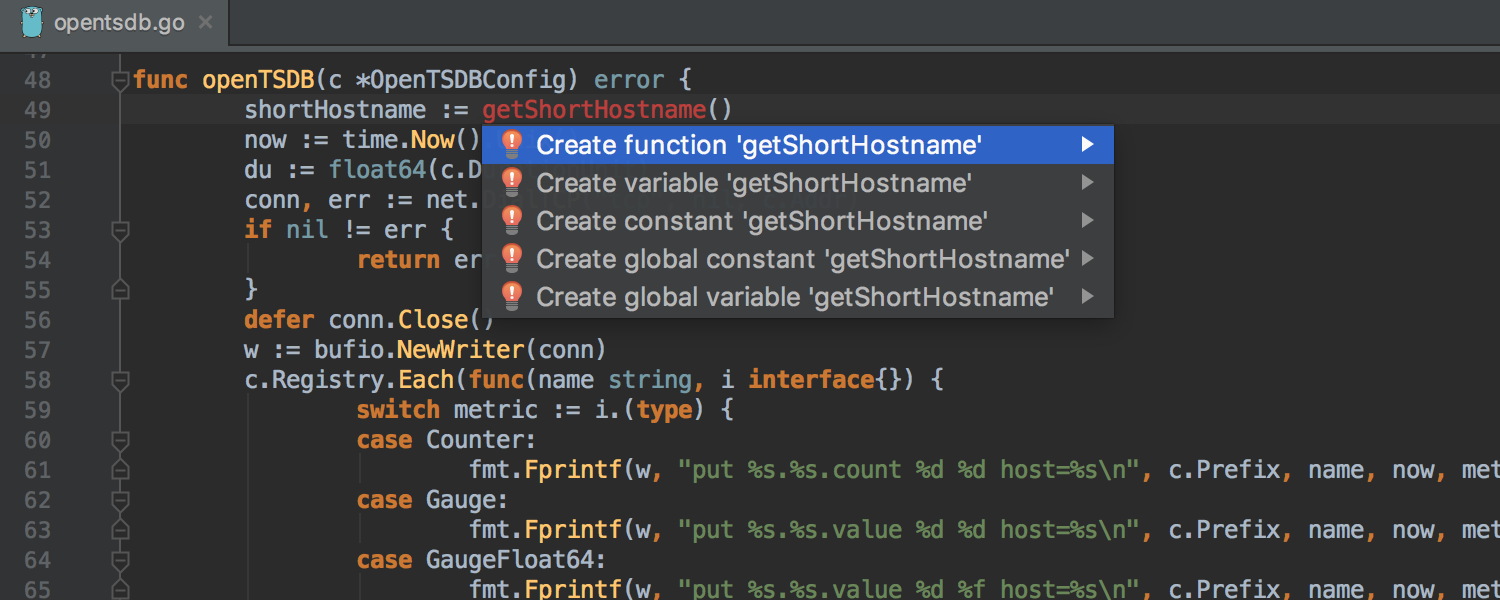 opentsdb.go ×
48 func openTSDB(c *OpenTSDBConfig) error {
49 shortHostname := getShortHostname()
50 now := time.Now()
51 du := float64(c.D
52 conn, err := net.
53 if nil != err {
54 return er
55 }
56 defer conn.Close()
57 w := bufio.NewWriter(conn)
58 c.Registry.Each(func(name string, i interface{}) {
59 switch metric := i.(type) {
60 case Counter:
61 fmt.Fprintf(w, "put %s.%s.count %d %d host=%s\n", c.Prefix, name, now, met
62 case Gauge:
63 fmt.Fprintf(w, "put %s.%s.value %d %d host=%s\n", c.Prefix, name, now, met
64 case GaugeFloat64:
65 fmt.Fprintf(w, "put %s.%s.value %d %f host=%s\n", c.Prefix, name, now, met
Create function 'getShortHostname'
Create variable 'getShortHostname'
Create constant 'getShortHostname'
Create global constant 'getShortHostname'
Create global variable 'getShortHostname'